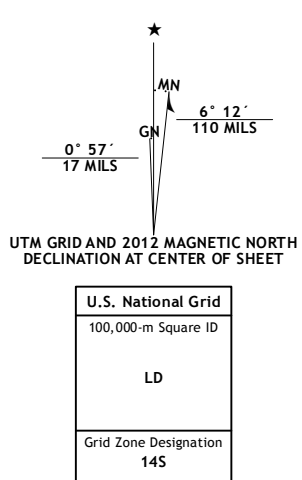 MN
GN
6° 12´
110 MILS
0° 57´
17 MILS
UTM GRID AND 2012 MAGNETIC NORTH
DECLINATION AT CENTER OF SHEET
U.S. National Grid
100,000-m Square ID
LD
Grid Zone Designation
14S